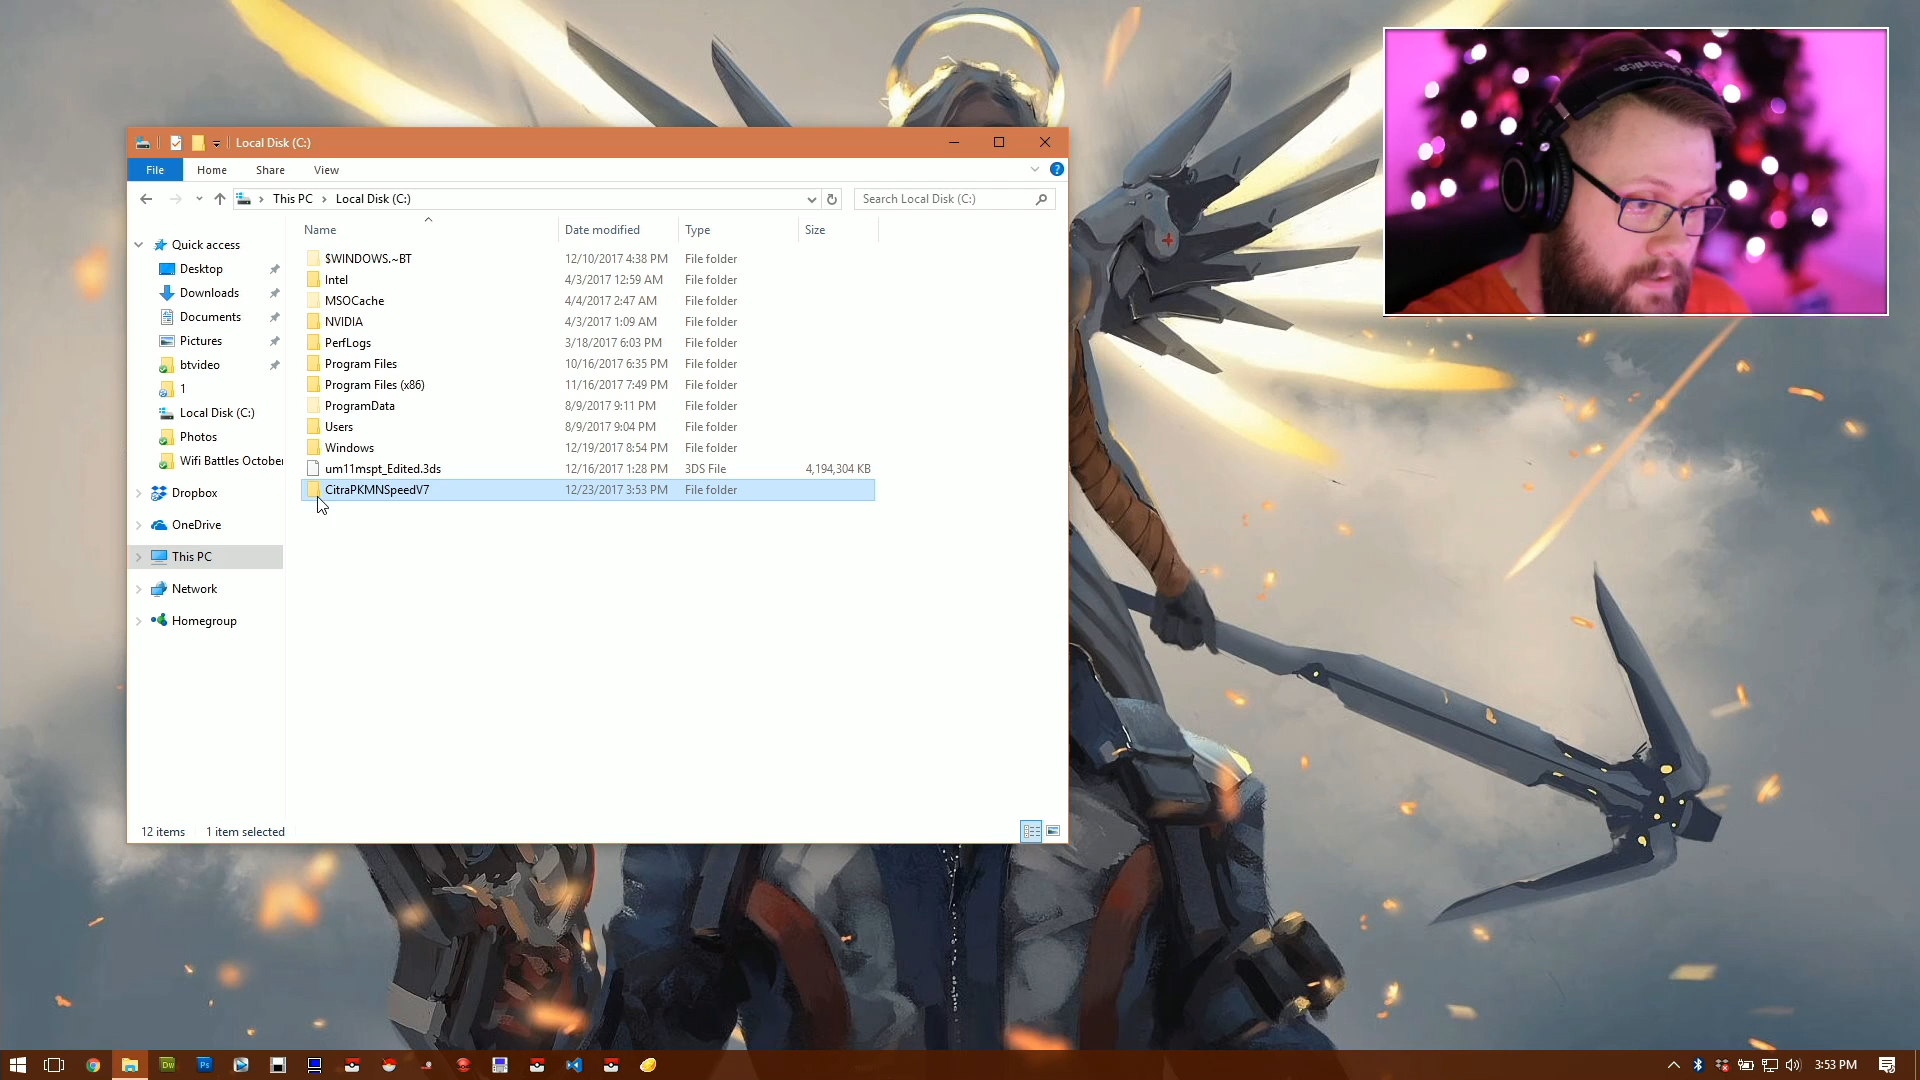 Local Disk (C:)
File Home Share View
This PC Local Disk (C:) Search Local Disk (C:)
Name Date modified Type Size
Quick access
Desktop
Downloads
Documents
Pictures
btvideo
1
Local Disk (C:)
Photos
Wifi Battles October
Dropbox
OneDrive
This PC
Network
Homegroup
$WINDOWS.~BT 12/10/2017 4:38 PM File folder
Intel 4/3/2017 12:59 AM File folder
MSOCache 4/4/2017 2:47 AM File folder
NVIDIA 4/3/2017 1:09 AM File folder
PerfLogs 3/18/2017 6:03 PM File folder
Program Files 10/16/2017 6:35 PM File folder
Program Files (x86) 11/16/2017 7:49 PM File folder
ProgramData 8/9/2017 9:11 PM File folder
Users 8/9/2017 9:04 PM File folder
Windows 12/19/2017 8:54 PM File folder
um11mspt_Edited.3ds 12/16/2017 1:28 PM 3DS File 4,194,304 KB
CitraPKMNSpeedV7 12/23/2017 3:53 PM File folder
12 items 1 item selected
audio-technica
Dw
Ps
3:53 PM